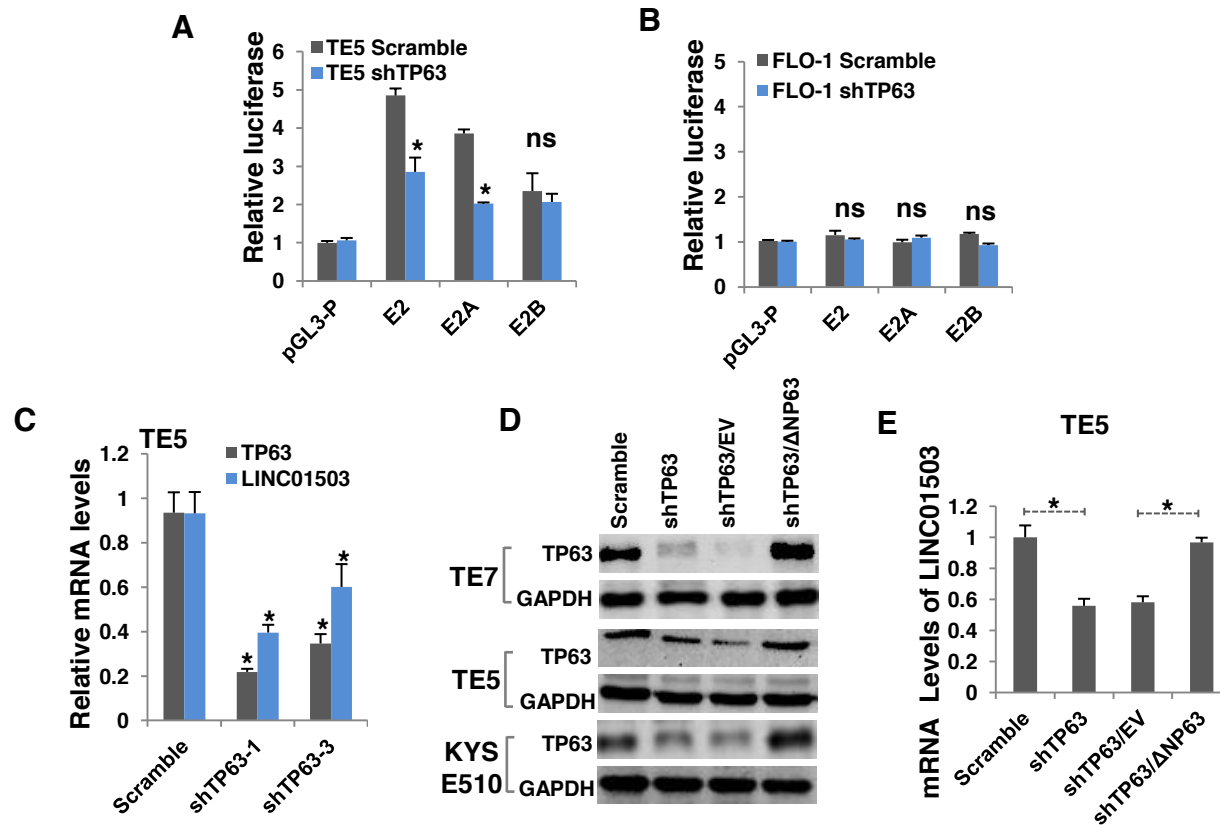 A
Relative luciferase
6
5
4
3
2
1
0
TE5 Scramble
TE5 shTP63
*
*
ns
pGL3-P
E2
E2A
E2B
B
Relative luciferase
5
4
3
2
1
0
FLO-1 Scramble
FLO-1 shTP63
ns
ns
ns
pGL3-P
E2
E2A
E2B
C
TE5
Relative mRNA levels
1.2
1
0.8
0.6
0.4
0.2
0
TP63
LINC01503
*
*
*
*
Scramble
shTP63-1
shTP63-3
D
Scramble
shTP63
shTP63/EV
shTP63/ΔNP63
TE7
TP63
GAPDH
TE5
TP63
GAPDH
KYS
E510
TP63
GAPDH
E
TE5
mRNA Levels of LINC01503
1.2
1
0.8
0.6
0.4
0.2
0
*
*
Scramble
shTP63
shTP63/EV
shTP63/ΔNP63